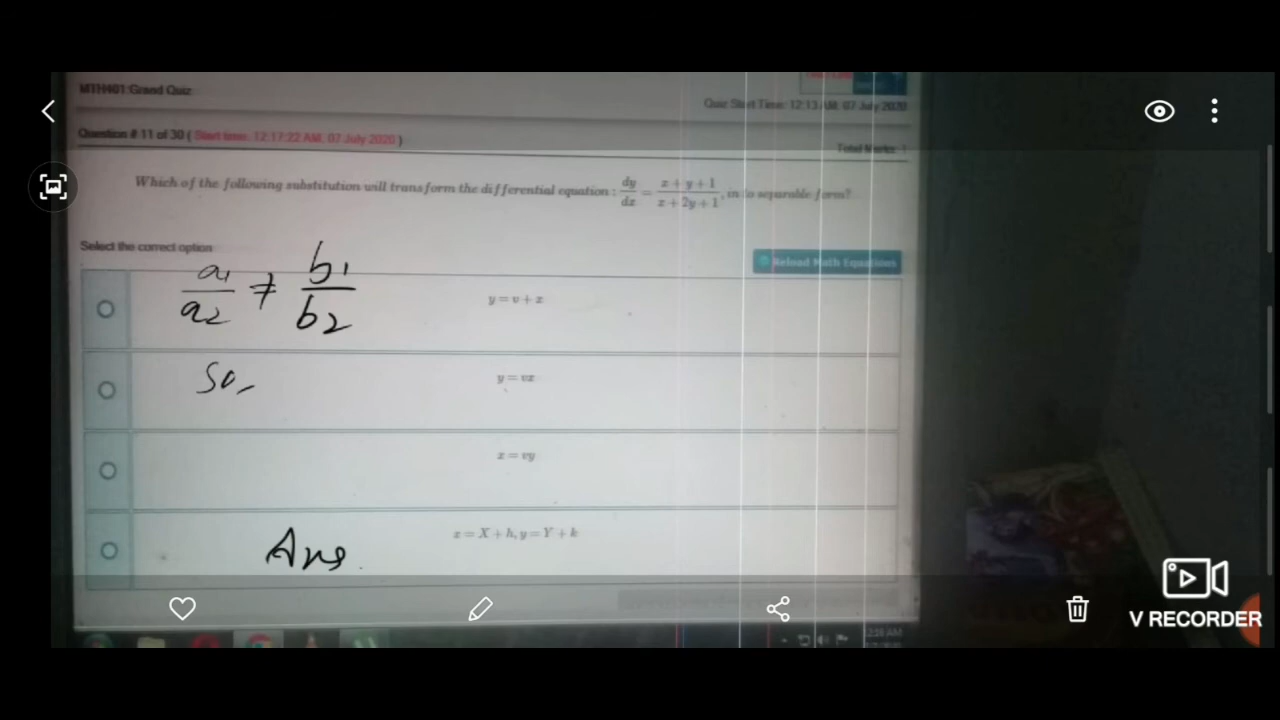 MTH401:Grand Quiz
Quiz Start Time: 12:13 AM, 07 July 2020
Question # 11 of 30 ( Start time: 12:17:22 AM, 07 July 2020 )
Total Marks: 1
Which of the following substitution will transform the differential equation : dy/dx = x + y + 1 / x + 2y + 1, in to separable form?
Select the correct option
Reload Math Equations
a1/a2 ≠ b1/b2
y = v + x
So,
y = vx
x = vy
Ans.
x = X + h, y = Y + k
V RECORDER